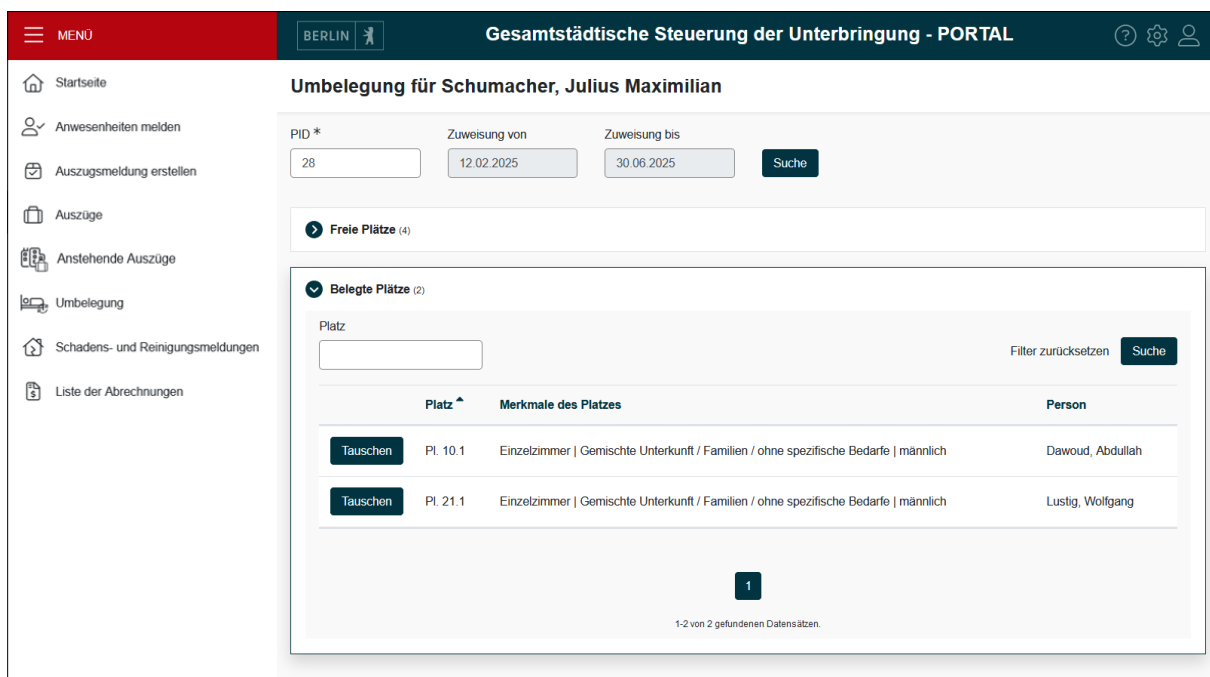 MENÜ
BERLIN
Gesamtstädtische Steuerung der Unterbringung - PORTAL
?
Startseite
Anwesenheiten melden
Auszugsmeldung erstellen
Auszüge
Anstehende Auszüge
Umbelegung
Schadens- und Reinigungsmeldungen
Liste der Abrechnungen
Umbelegung für Schumacher, Julius Maximilian
PID * Zuweisung von Zuweisung bis
28 12.02.2025 30.06.2025 Suche
Freie Plätze (4)
Belegte Plätze (2)
Platz
Filter zurücksetzen Suche
Platz Merkmale des Platzes Person
Tauschen Pl. 10.1 Einzelzimmer | Gemischte Unterkunft / Familien / ohne spezifische Bedarfe | männlich Dawoud, Abdullah
Tauschen Pl. 21.1 Einzelzimmer | Gemischte Unterkunft / Familien / ohne spezifische Bedarfe | männlich Lustig, Wolfgang
1
1-2 von 2 gefundenen Datensätzen.